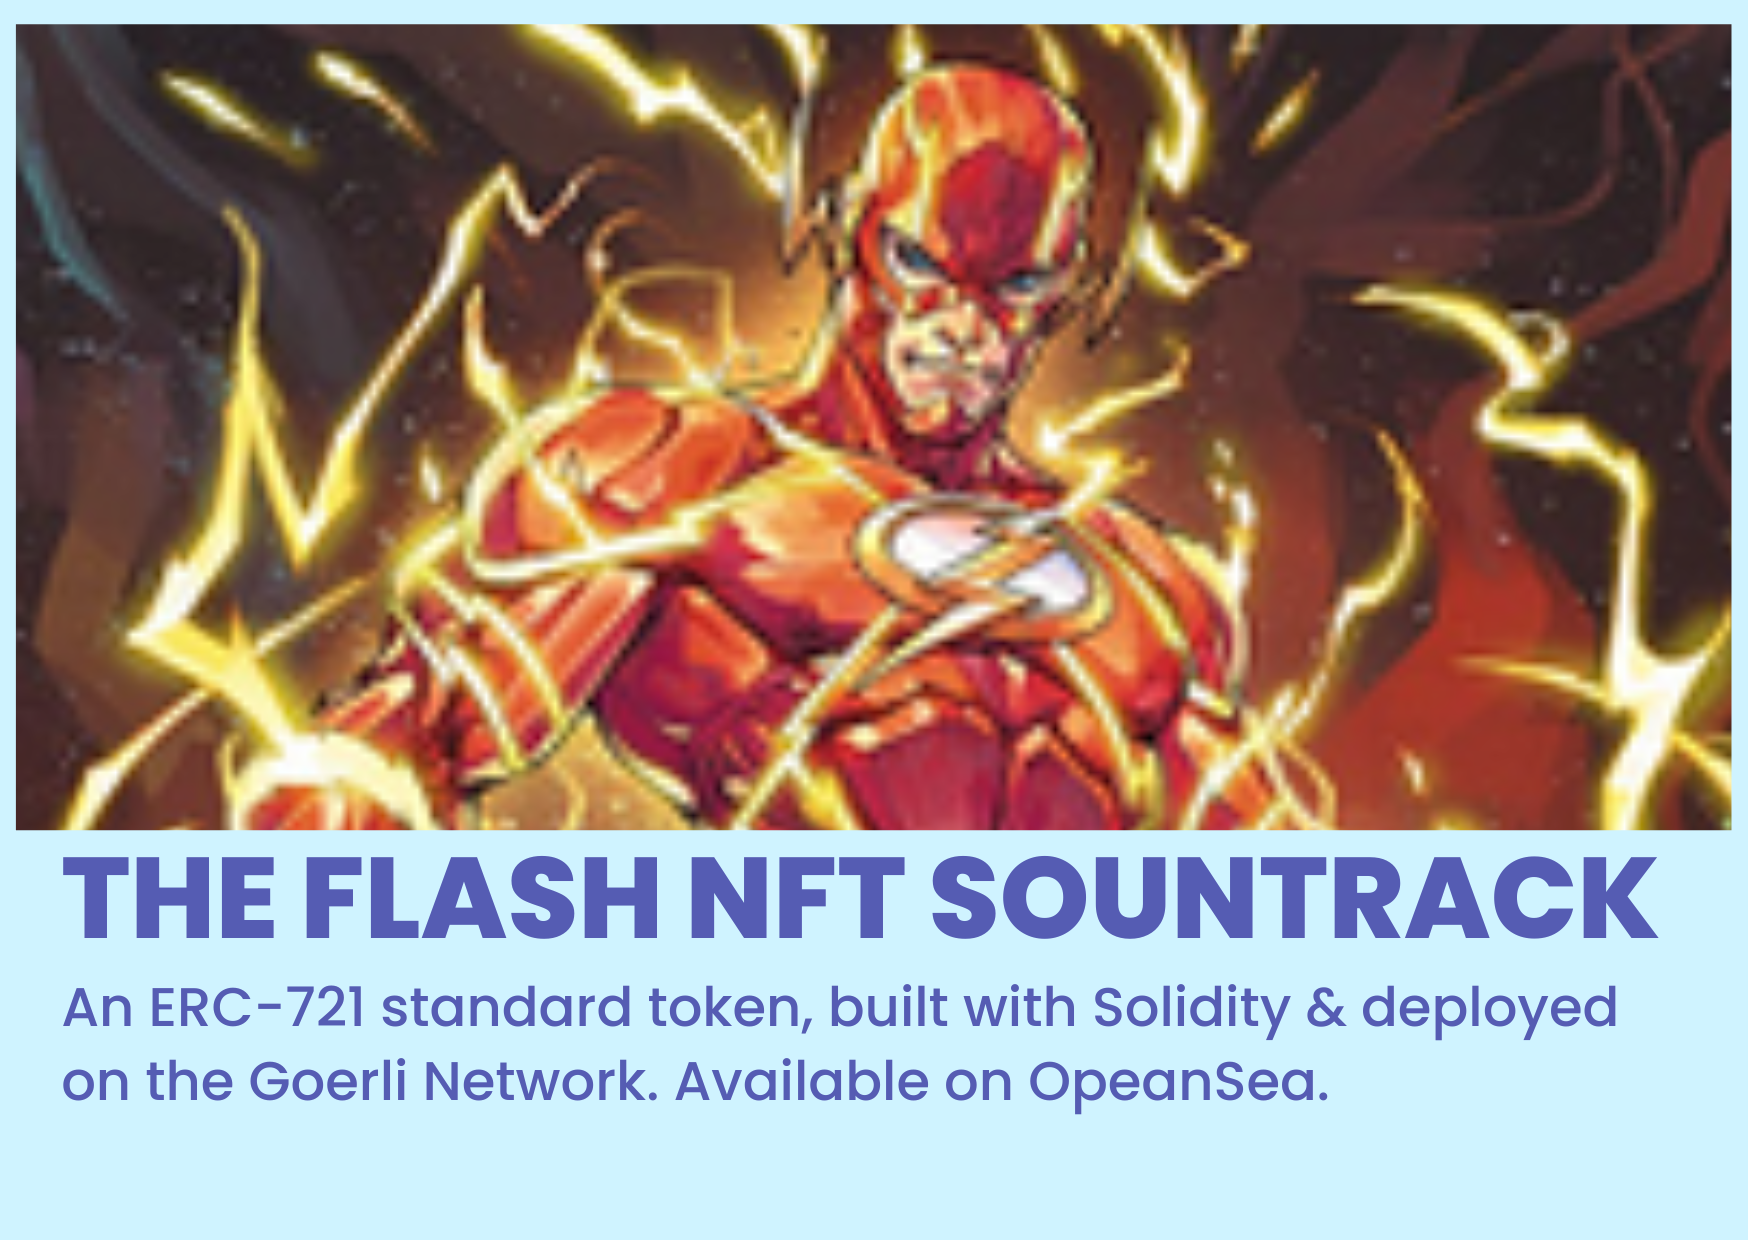 THE FLASH NFT SOUNTRACK
An ERC-721 standard token, built with Solidity & deployed
on the Goerli Network. Available on OpeanSea.